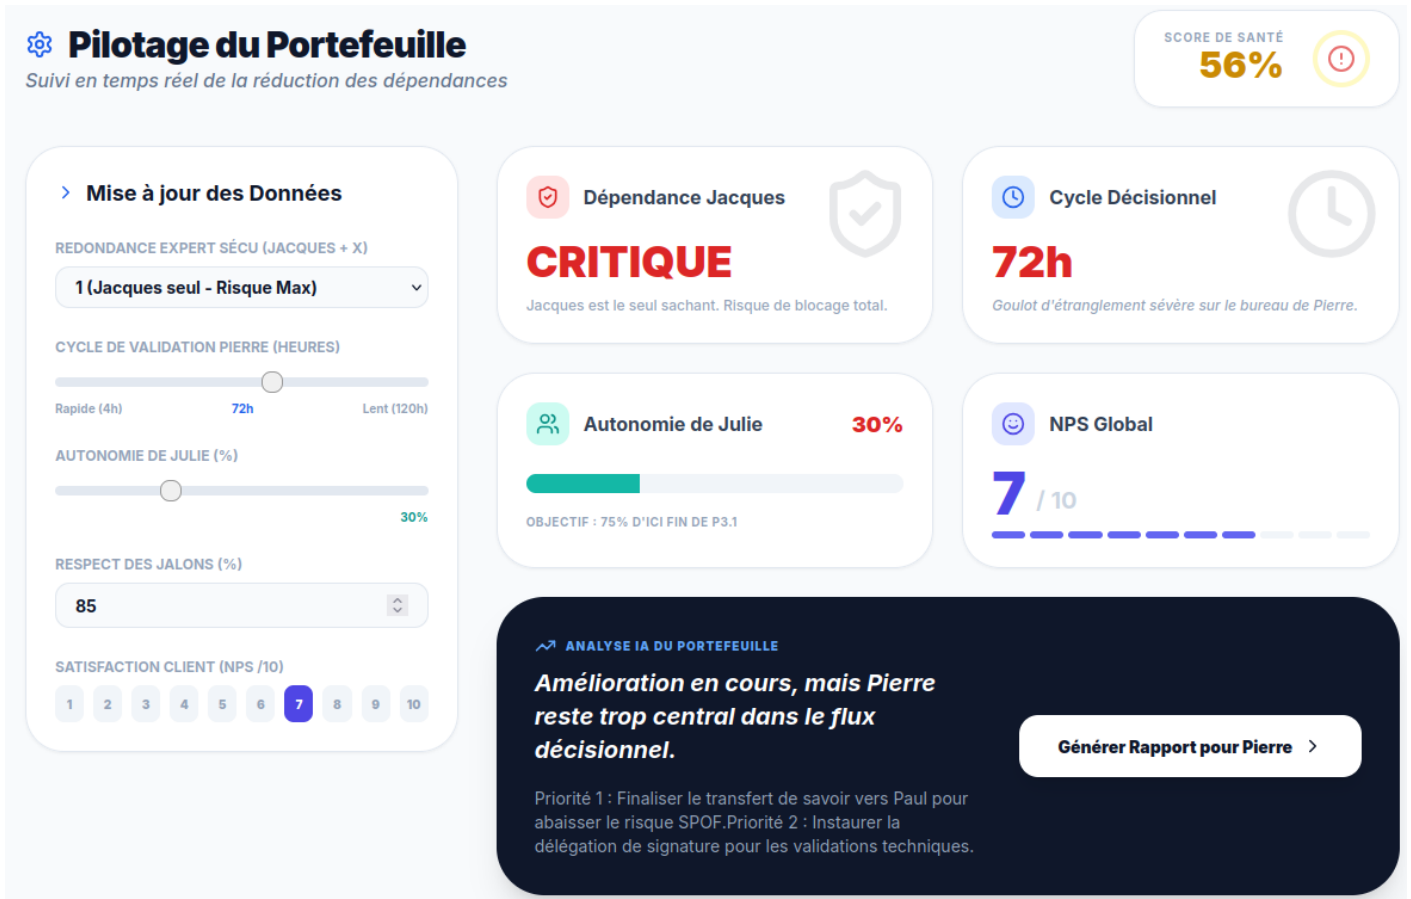 Pilotage du Portefeuille
Suivi en temps réel de la réduction des dépendances
SCORE DE SANTÉ
56%
Mise à jour des Données
REDONDANCE EXPERT SÉCU (JACQUES + X)
1 (Jacques seul - Risque Max)
CYCLE DE VALIDATION PIERRE (HEURES)
Rapide (4h) 72h Lent (120h)
AUTONOMIE DE JULIE (%)
30%
RESPECT DES JALONS (%)
85
SATISFACTION CLIENT (NPS /10)
1 2 3 4 5 6 7 8 9 10
Dépendance Jacques
CRITIQUE
Jacques est le seul sachant. Risque de blocage total.
Cycle Décisionnel
72h
Goulot d'étranglement sévère sur le bureau de Pierre.
Autonomie de Julie 30%
OBJECTIF : 75% D'ICI FIN DE P3.1
NPS Global
7 / 10
ANALYSE IA DU PORTEFEUILLE
Amélioration en cours, mais Pierre
reste trop central dans le flux
décisionnel.
Priorité 1 : Finaliser le transfert de savoir vers Paul pour
abaisser le risque SPOF.Priorité 2 : Instaurer la
délégation de signature pour les validations techniques.
Générer Rapport pour Pierre